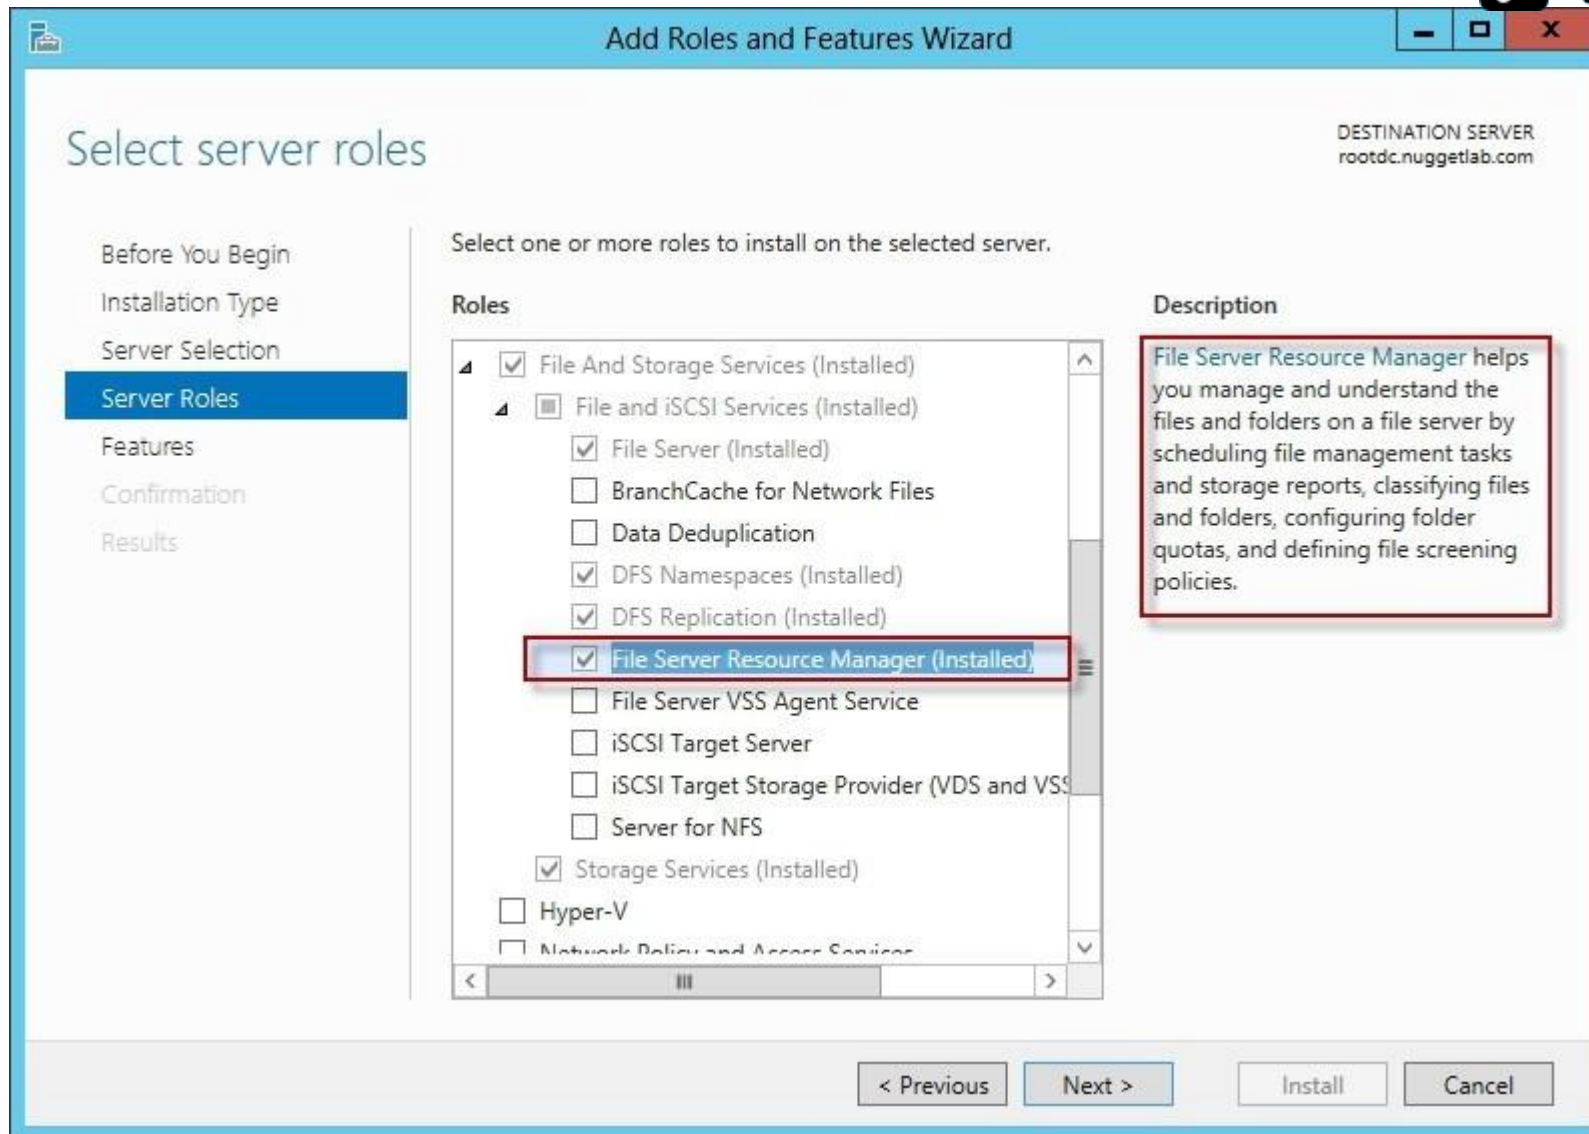 Add Roles and Features Wizard
Select server roles
DESTINATION SERVER
rootdc.nuggetlab.com
Before You Begin
Installation Type
Server Selection
Server Roles
Features
Confirmation
Results
Select one or more roles to install on the selected server.
Roles
File And Storage Services (Installed)
File and iSCSI Services (Installed)
File Server (Installed)
BranchCache for Network Files
Data Deduplication
DFS Namespaces (Installed)
DFS Replication (Installed)
File Server Resource Manager (Installed)
File Server VSS Agent Service
iSCSI Target Server
iSCSI Target Storage Provider (VDS and VSS
Server for NFS
Storage Services (Installed)
Hyper-V
Network Policy and Access Services
Description
File Server Resource Manager helps
you manage and understand the
files and folders on a file server by
scheduling file management tasks
and storage reports, classifying files
and folders, configuring folder
quotas, and defining file screening
policies.
< Previous
Next >
Install
Cancel